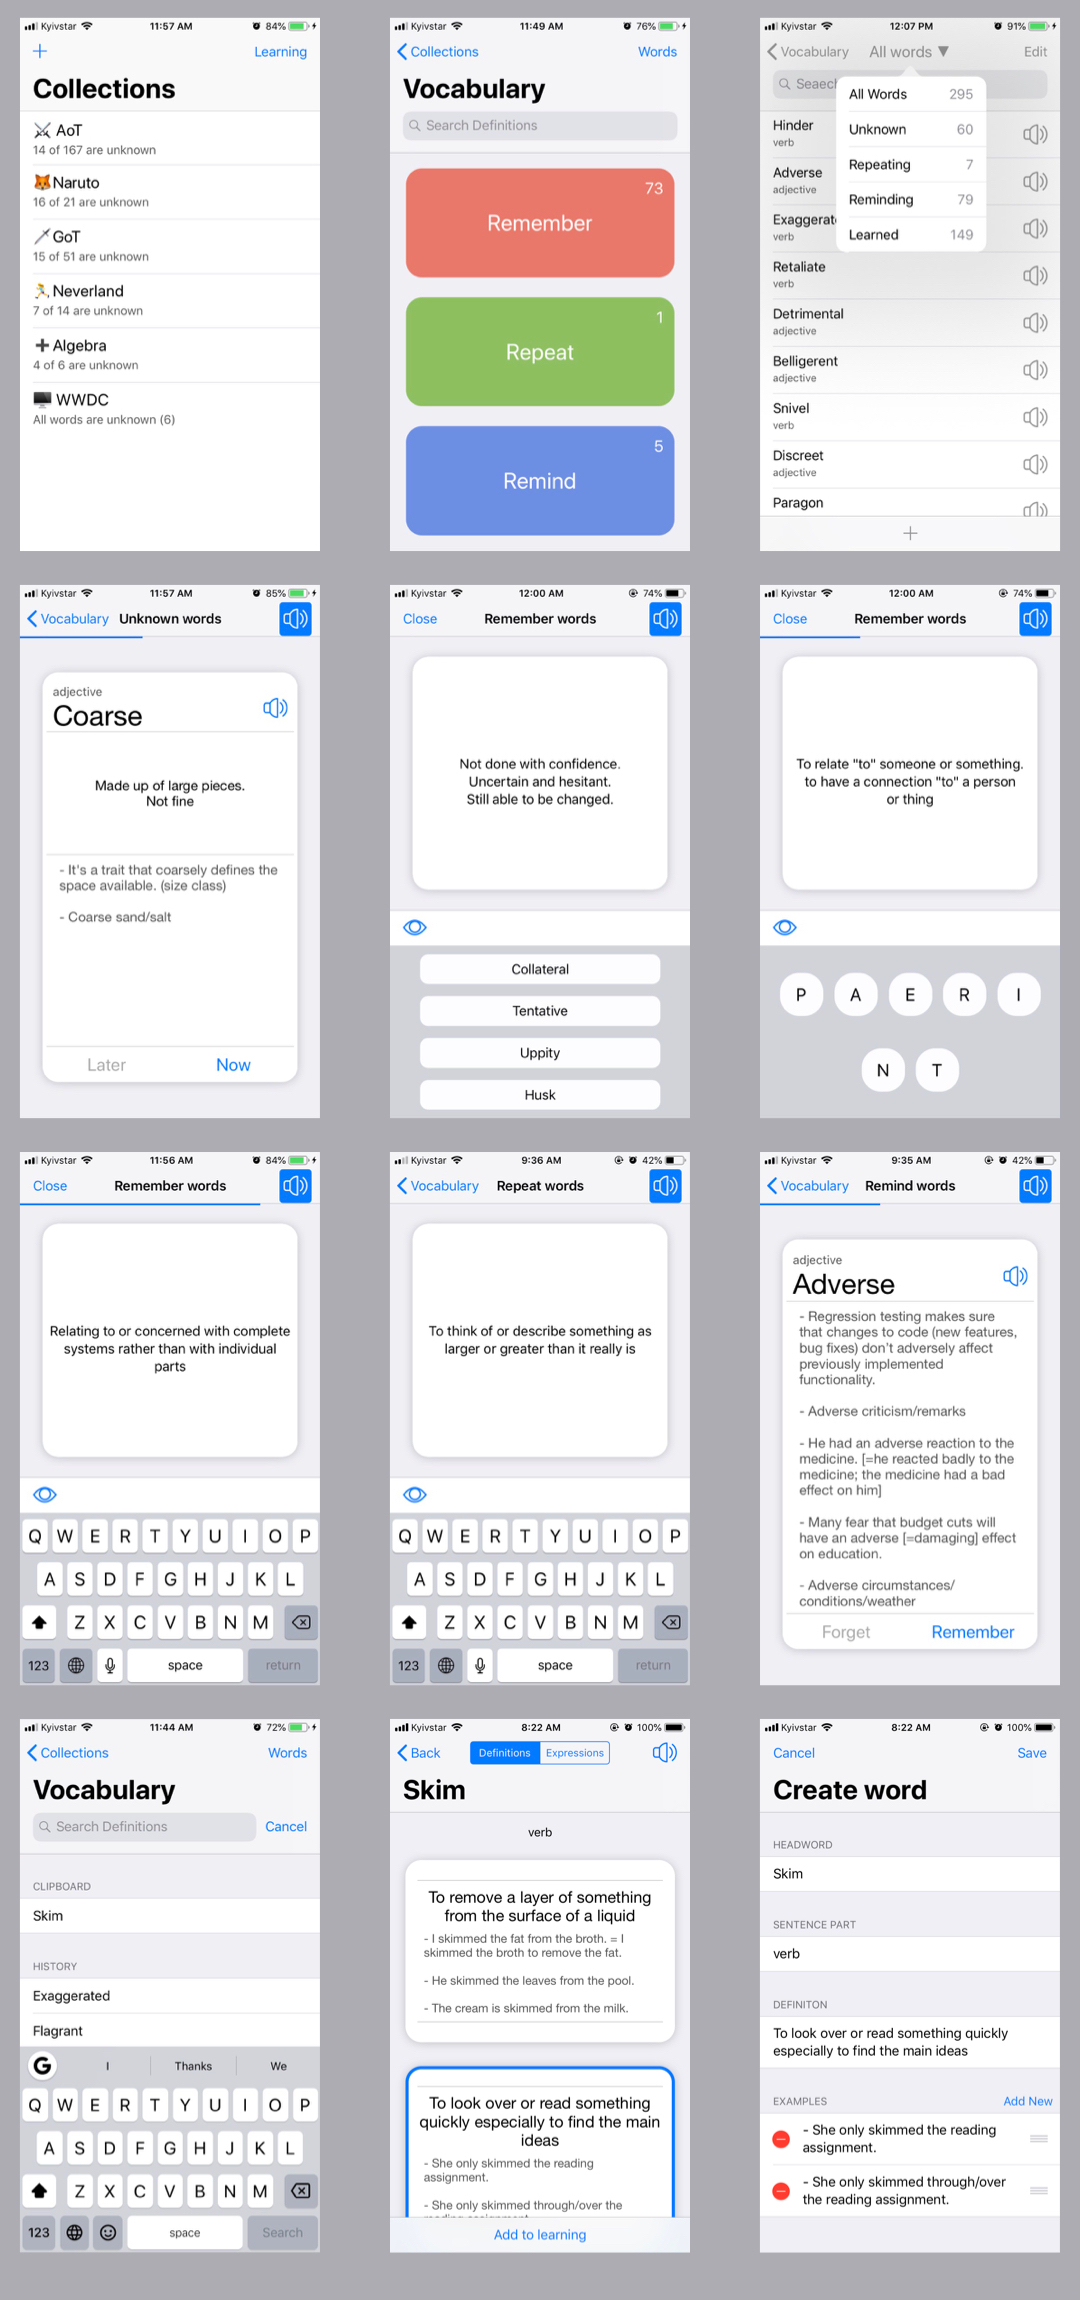 Kyivstar 11:57 AM 84%
Learning
Collections
AoT
14 of 167 are unknown
Naruto
16 of 21 are unknown
GoT
15 of 51 are unknown
Neverland
7 of 14 are unknown
Algebra
4 of 6 are unknown
WWDC
All words are unknown (6)
Kyivstar 11:49 AM 76%
Collections Words
Vocabulary
Search Definitions
73
Remember
1
Repeat
5
Remind
Kyivstar 12:07 PM 91%
Vocabulary All words ▼ Edit
Seaec
All Words 295
Unknown 60
Repeating 7
Reminding 79
Learned 149
Hinder
verb
Adverse
adjective
Exaggerat
verb
Retaliate
verb
Detrimental
adjective
Belligerent
adjective
Snivel
verb
Discreet
adjective
Paragon
+
Kyivstar 11:57 AM 85%
Vocabulary Unknown words
adjective
Coarse
Made up of large pieces.
Not fine
- It's a trait that coarsely defines the
space available. (size class)
- Coarse sand/salt
Later Now
Kyivstar 12:00 AM 74%
Close Remember words
Not done with confidence.
Uncertain and hesitant.
Still able to be changed.
Collateral
Tentative
Uppity
Husk
Kyivstar 12:00 AM 74%
Close Remember words
To relate "to" someone or something.
to have a connection "to" a person
or thing
P A E R I
N T
Kyivstar 11:56 AM 84%
Close Remember words
Relating to or concerned with complete
systems rather than with individual
parts
Q W E R T Y U I O P
A S D F G H J K L
Z X C V B N M
123 space return
Kyivstar 9:36 AM 42%
Vocabulary Repeat words
To think of or describe something as
larger or greater than it really is
Q W E R T Y U I O P
A S D F G H J K L
Z X C V B N M
123 space return
Kyivstar 9:35 AM 42%
Vocabulary Remind words
adjective
Adverse
- Regression testing makes sure
that changes to code (new features,
bug fixes) don't adversely affect
previously implemented
functionality.
- Adverse criticism/remarks
- He had an adverse reaction to the
medicine. [=he reacted badly to the
medicine; the medicine had a bad
effect on him]
- Many fear that budget cuts will
have an adverse [=damaging] effect
on education.
- Adverse circumstances/
conditions/weather
Forget Remember
Kyivstar 11:44 AM 72%
Collections Words
Vocabulary
Search Definitions Cancel
CLIPBOARD
Skim
HISTORY
Exaggerated
Flagrant
G I Thanks We
Q W E R T Y U I O P
A S D F G H J K L
Z X C V B N M
123 space Search
Kyivstar 8:22 AM 100%
Back Definitions Expressions
Skim
verb
To remove a layer of something
from the surface of a liquid
- I skimmed the fat from the broth. = I
skimmed the broth to remove the fat.
- He skimmed the leaves from the pool.
- The cream is skimmed from the milk.
To look over or read something
quickly especially to find the main
ideas
- She only skimmed the reading
assignment.
- She only skimmed through/over the
Add to learning
Kyivstar 8:22 AM 100%
Cancel Save
Create word
HEADWORD
Skim
SENTENCE PART
verb
DEFINITON
To look over or read something quickly
especially to find the main ideas
EXAMPLES Add New
- She only skimmed the reading
assignment.
- She only skimmed through/over
the reading assignment.